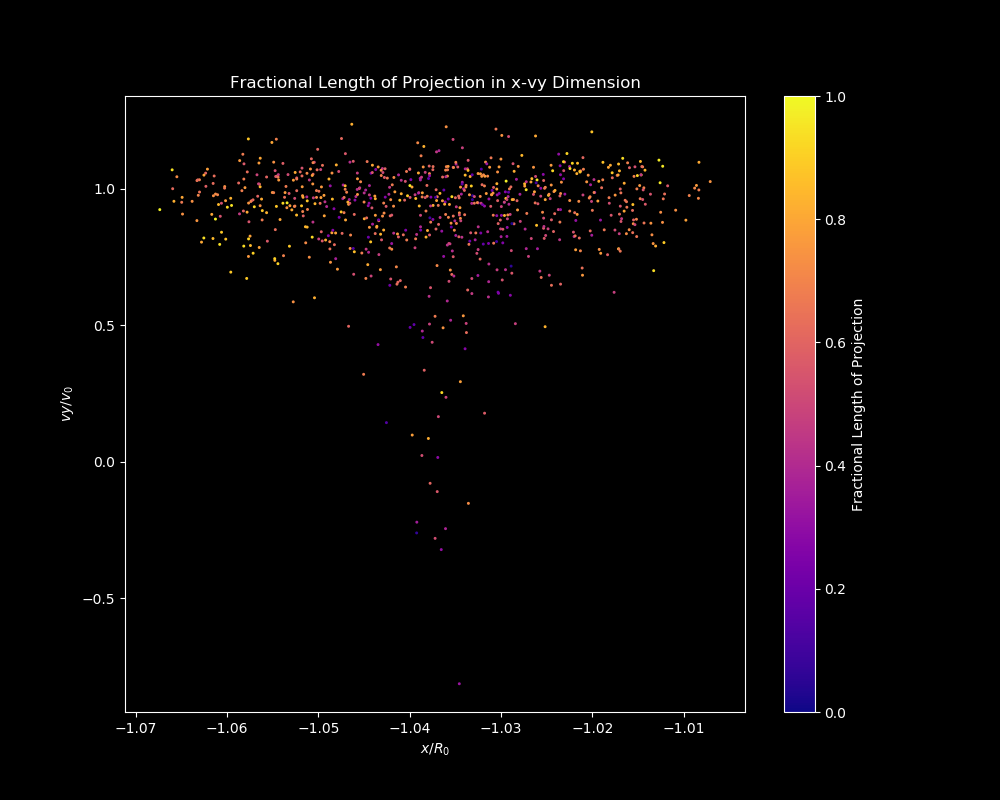 Fractional Length of Projection in x-vy Dimension
1.0
0.5
0.0
−0.5
vy/v₀
−1.07 −1.06 −1.05 −1.04 −1.03 −1.02 −1.01
x/R₀
1.0
0.8
0.6
0.4
0.2
0.0
Fractional Length of Projection